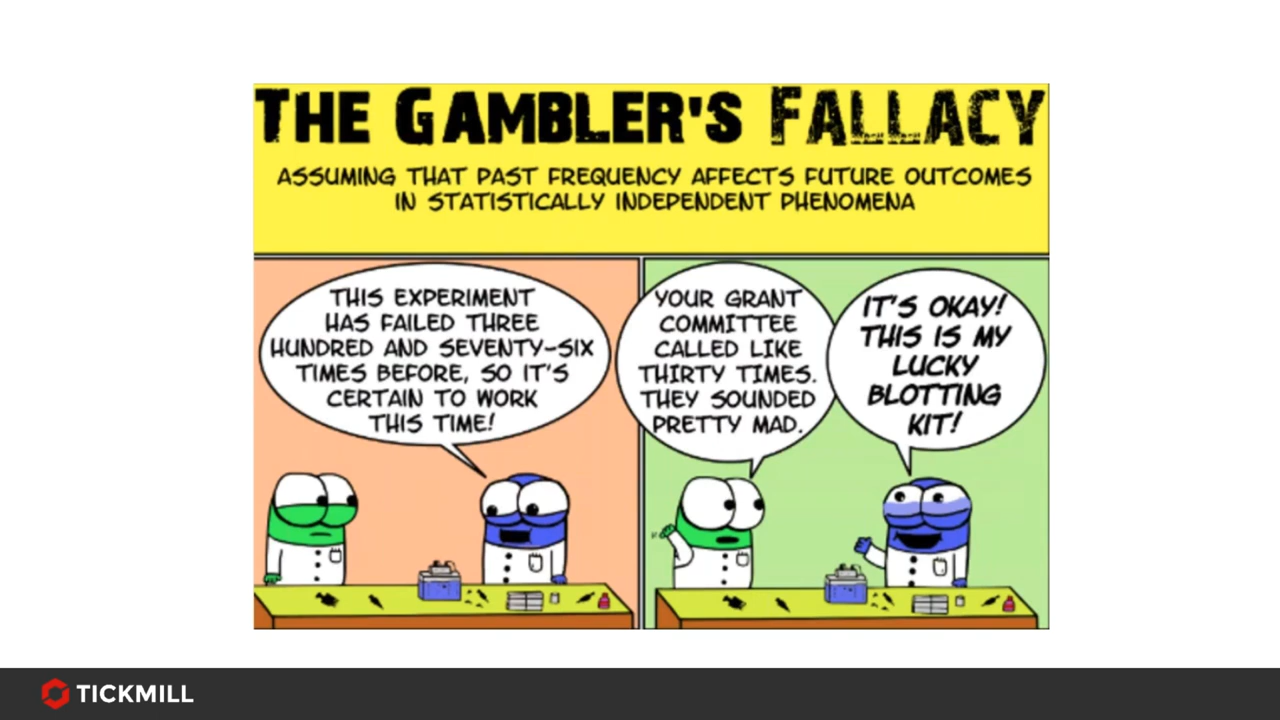 THE GAMBLER'S FALLACY
ASSUMING THAT PAST FREQUENCY AFFECTS FUTURE OUTCOMES
IN STATISTICALLY INDEPENDENT PHENOMENA
THIS EXPERIMENT
HAS FAILED THREE
HUNDRED AND SEVENTY-SIX
TIMES BEFORE, SO IT'S
CERTAIN TO WORK
THIS TIME!
YOUR GRANT
COMMITTEE
CALLED LIKE
THIRTY TIMES.
THEY SOUNDED
PRETTY MAD.
IT'S OKAY!
THIS IS MY
LUCKY
BLOTTING
KIT!
TICKMILL